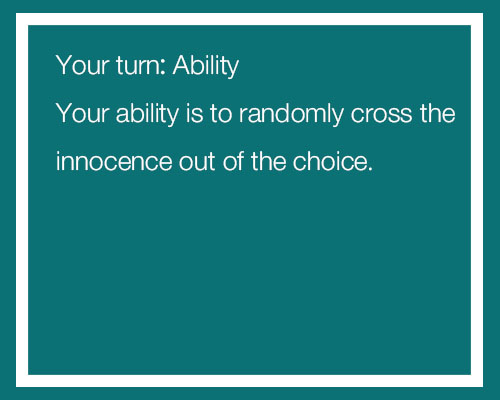 Your turn: Ability
Your ability is to randomly cross the
innocence out of the choice.